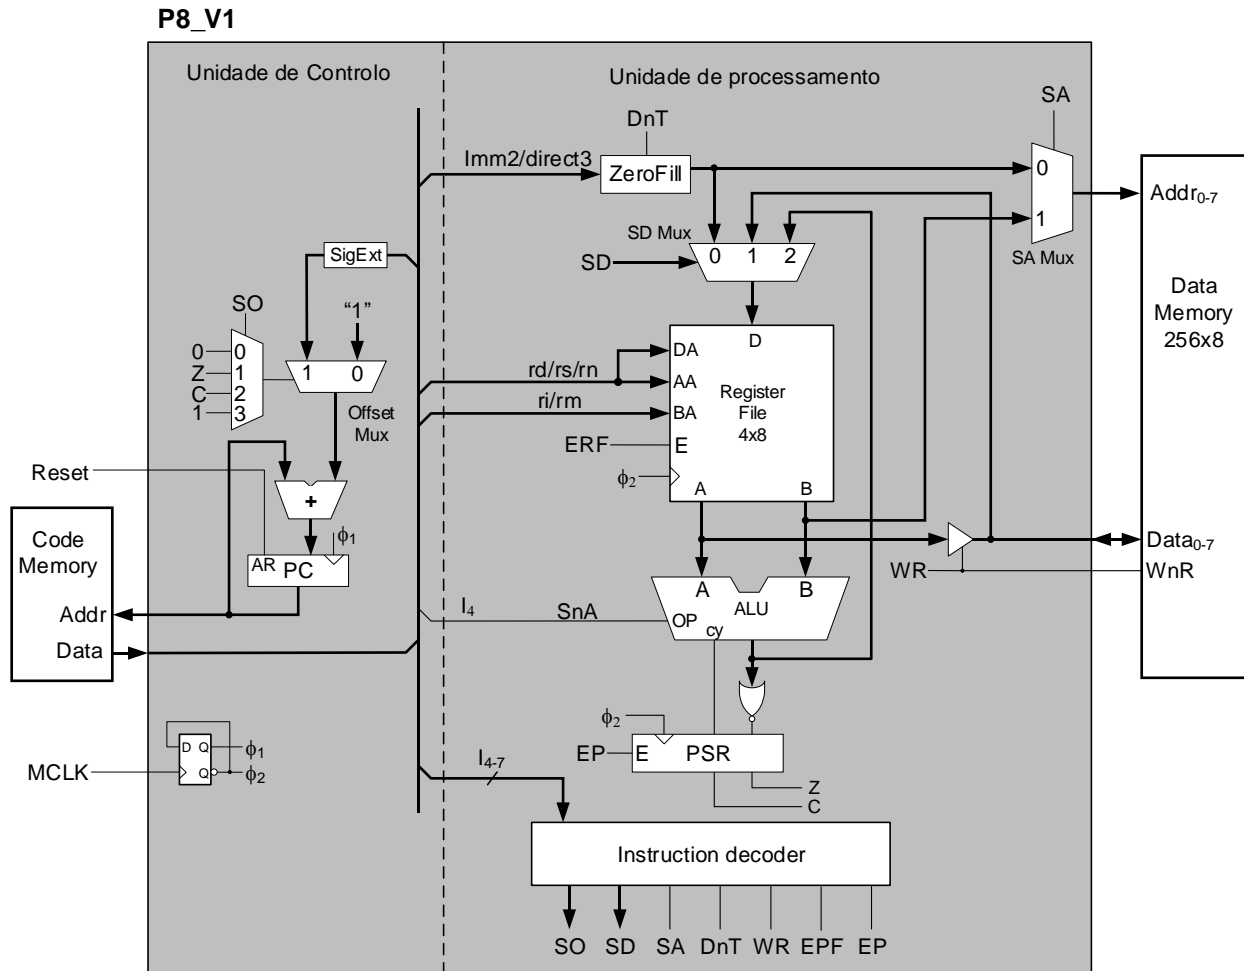 P8_V1
Unidade de Controlo
Unidade de processamento
SA
DnT
Imm2/direct3
ZeroFill
0
1
SA Mux
Addr0-7
Data
Memory
256x8
Data0-7
WnR
SD Mux
SD
0 1 2
SigExt
"1"
SO
0 0
Z 1
C 2
1 3
1 0
Offset
Mux
rd/rs/rn
ri/rm
D
DA
AA
BA
Register
File
4x8
ERF
E
ϕ2
A B
Reset
+
ϕ1
AR PC
Code
Memory
Addr
Data
I4
SnA
A B
ALU
OP
cy
WR
ϕ2
EP
E PSR
Z
C
MCLK
D Q
Q
ϕ1
ϕ2
I4-7
Instruction decoder
SO SD SA DnT WR EPF EP